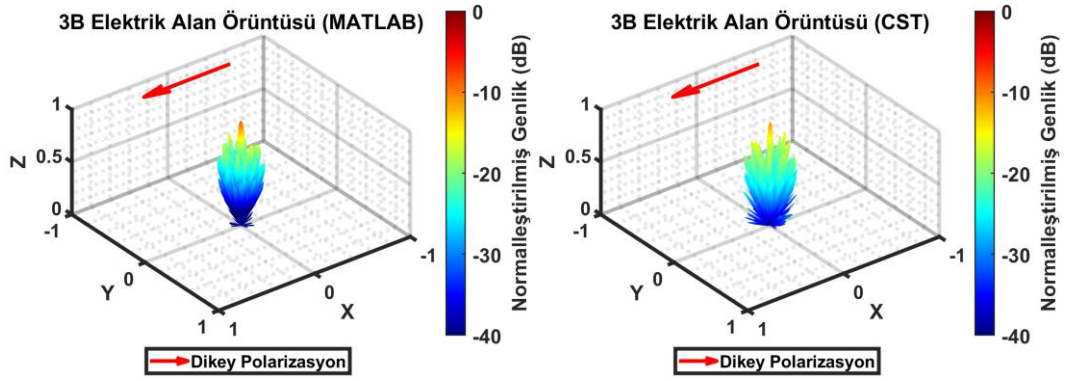 3B Elektrik Alan Örüntüsü (MATLAB)
Z
1
0.5
0
-1
Y
0
1
1
0
X
-1
0
-10
-20
-30
-40
Normalleştirilmiş Genlik (dB)
Dikey Polarizasyon
3B Elektrik Alan Örüntüsü (CST)
Z
1
0.5
0
-1
Y
0
1
1
0
X
-1
0
-10
-20
-30
-40
Normalleştirilmiş Genlik (dB)
Dikey Polarizasyon